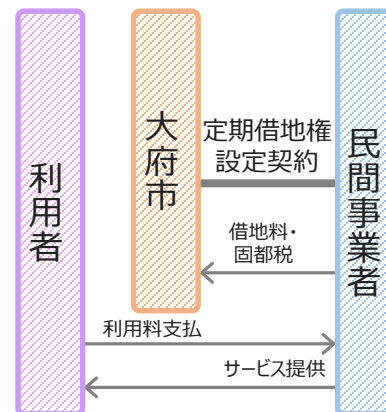 利用者
大府市
定期借地権
設定契約
民間事業者
借地料・
固都税
利用料支払
サービス提供